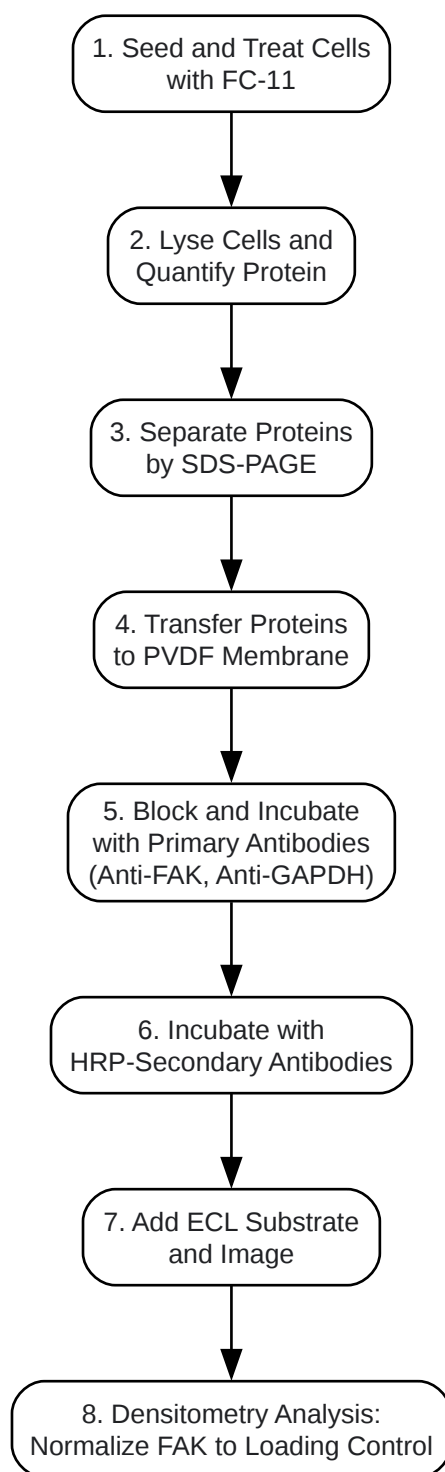 1. Seed and Treat Cells
with FC-11
2. Lyse Cells and
Quantify Protein
3. Separate Proteins
by SDS-PAGE
4. Transfer Proteins
to PVDF Membrane
5. Block and Incubate
with Primary Antibodies
(Anti-FAK, Anti-GAPDH)
6. Incubate with
HRP-Secondary Antibodies
7. Add ECL Substrate
and Image
8. Densitometry Analysis:
Normalize FAK to Loading Control